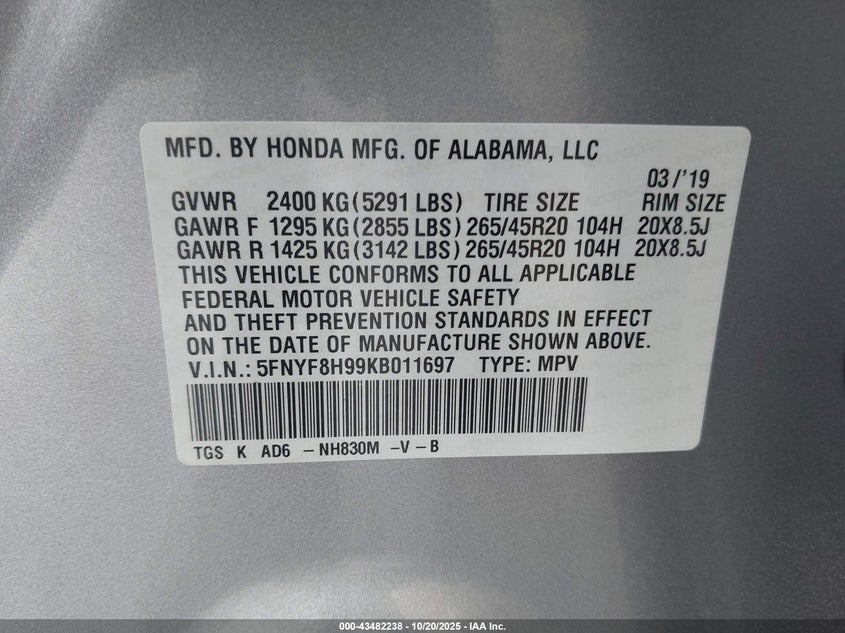 MFD. BY HONDA MFG. OF ALABAMA, LLC
03/'19
GVWR 2400 KG(5291 LBS) TIRE SIZE RIM SIZE
GAWR F 1295 KG(2855 LBS) 265/45R20 104H 20X8.5J
GAWR R 1425 KG(3142 LBS) 265/45R20 104H 20X8.5J
THIS VEHICLE CONFORMS TO ALL APPLICABLE
FEDERAL MOTOR VEHICLE SAFETY
AND THEFT PREVENTION STANDARDS IN EFFECT
ON THE DATE OF MANUFACTURE SHOWN ABOVE.
V.I.N.: 5FNYF8H99KB011697 TYPE: MPV
TGS K AD6 -NH830M -V -B
000-43482238 - 10/20/2025 - IAA Inc.